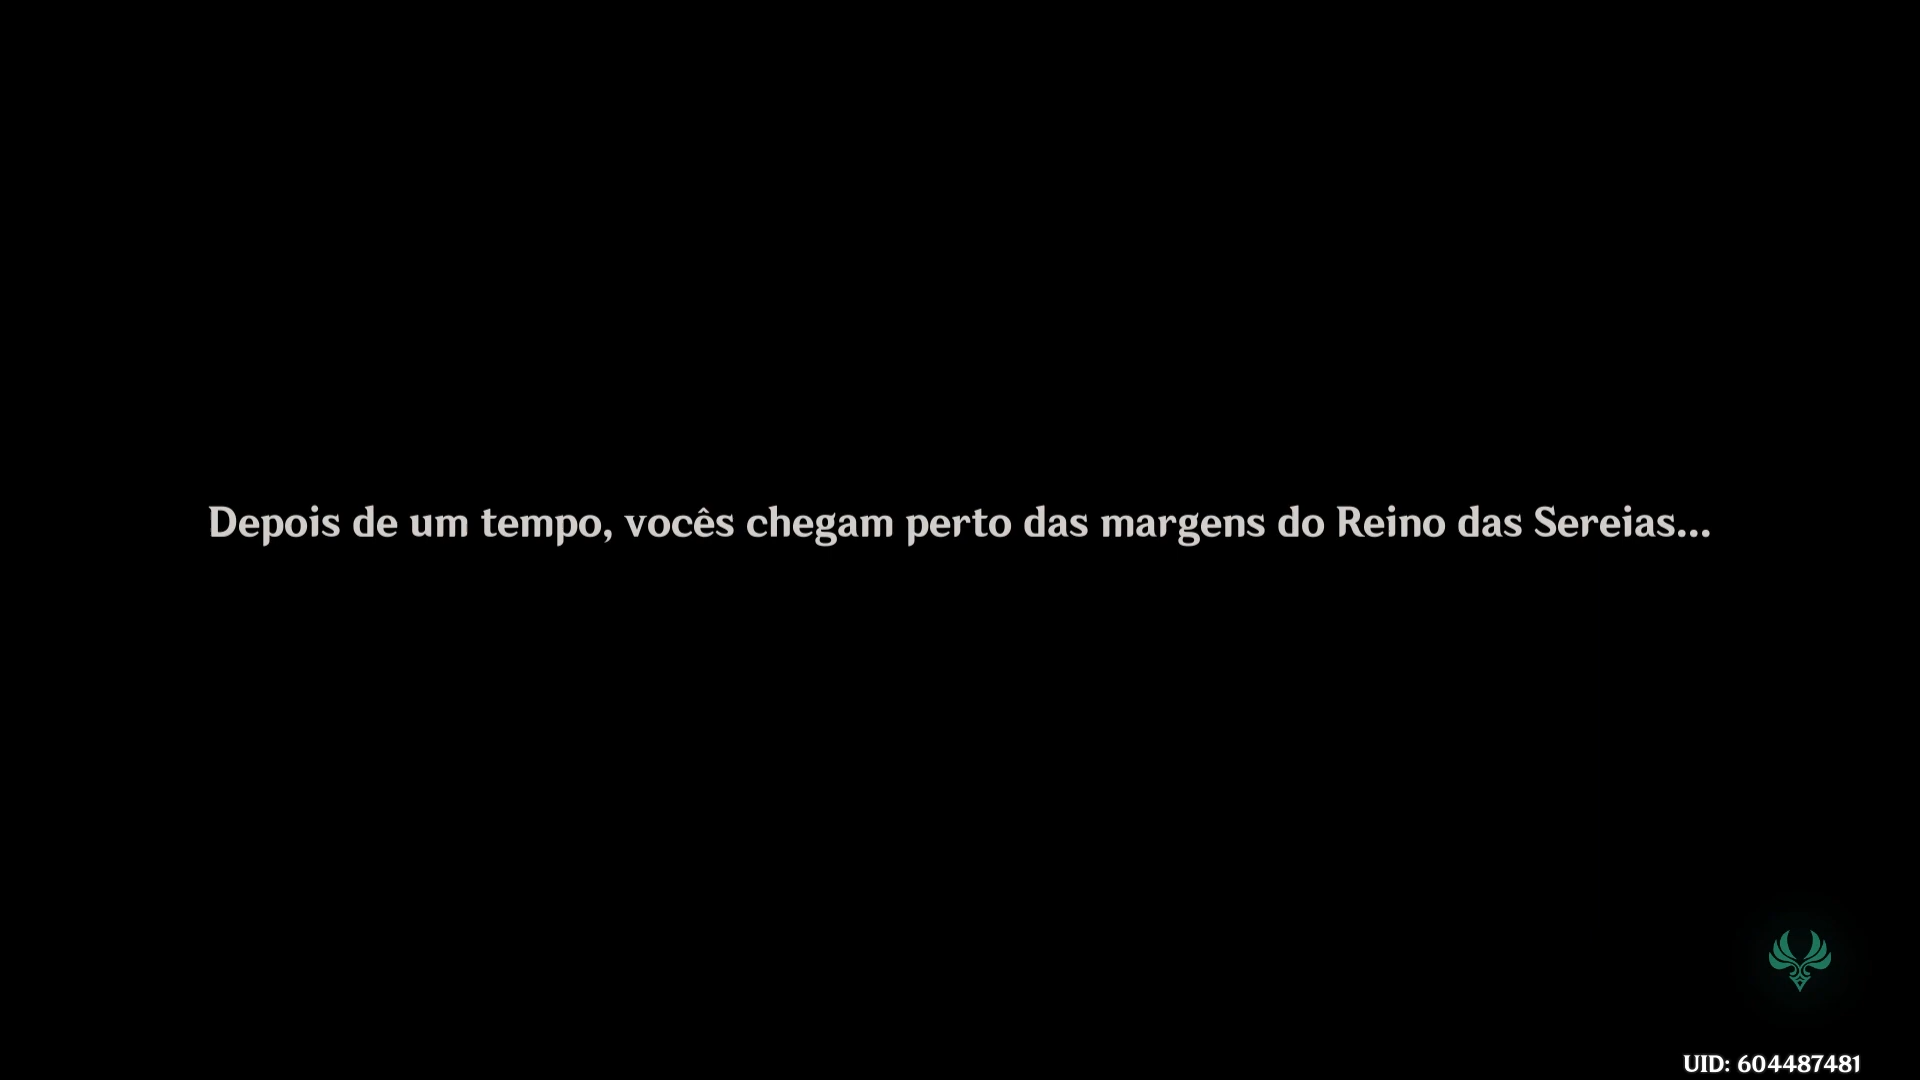 Depois de um tempo, vocês chegam perto das margens do Reino das Sereias...
UID: 604487481